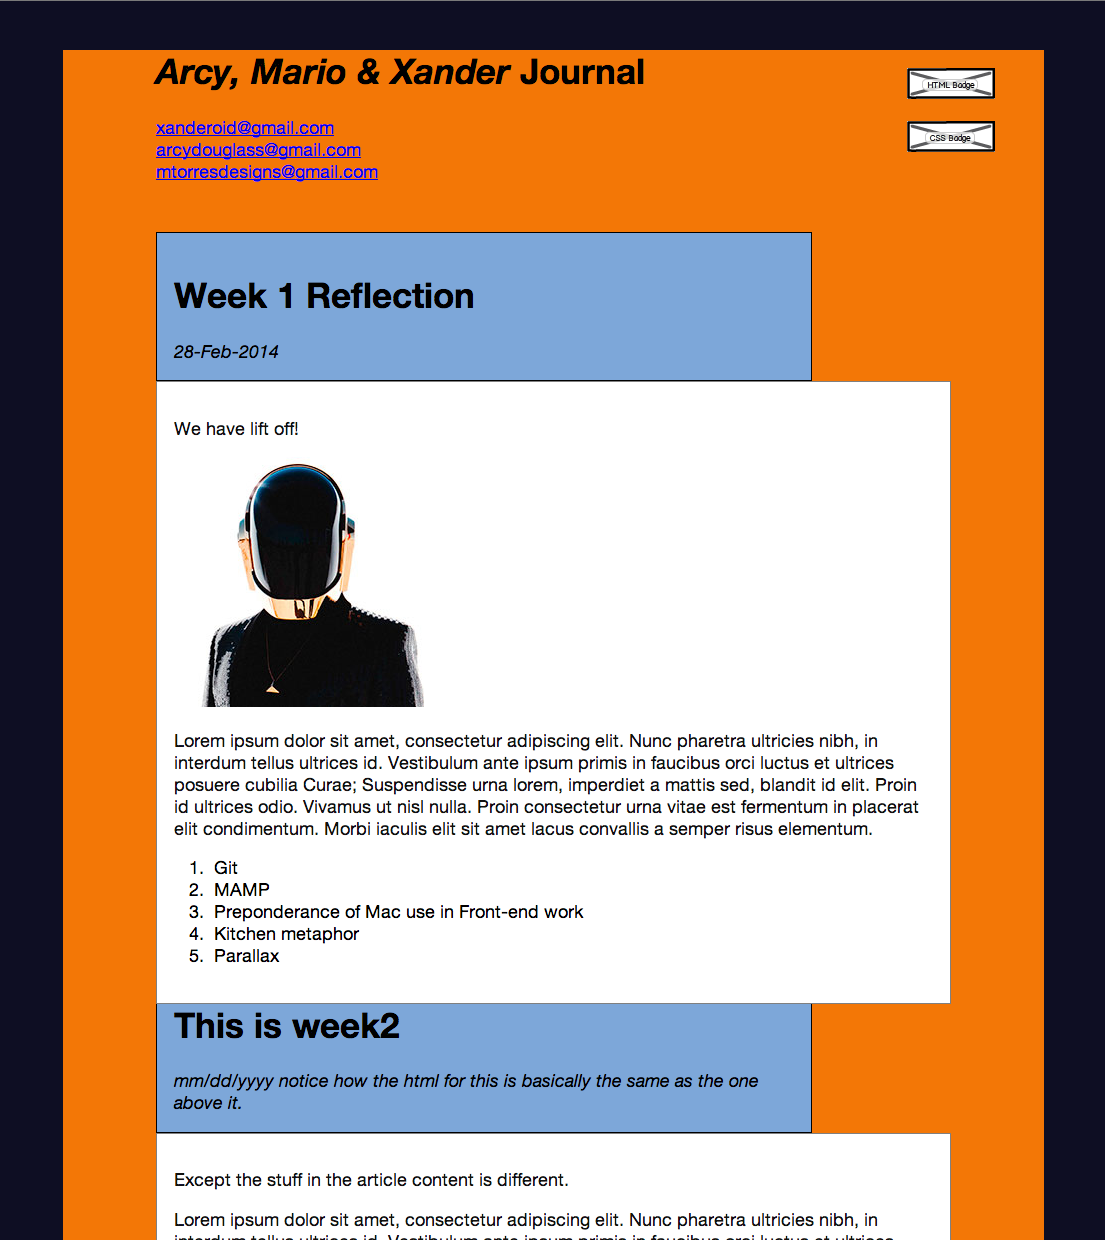 Arcy, Mario & Xander Journal
HTML Badge
xanderoid@gmail.com
CSS Badge
arcydouglass@gmail.com
mtorresdesigns@gmail.com
Week 1 Reflection
28-Feb-2014
We have lift off!
Lorem ipsum dolor sit amet, consectetur adipiscing elit. Nunc pharetra ultricies nibh, in
interdum tellus ultrices id. Vestibulum ante ipsum primis in faucibus orci luctus et ultrices
posuere cubilia Curae; Suspendisse urna lorem, imperdiet a mattis sed, blandit id elit. Proin
id ultrices odio. Vivamus ut nisl nulla. Proin consectetur urna vitae est fermentum in placerat
elit condimentum. Morbi iaculis elit sit amet lacus convallis a semper risus elementum.
1. Git
2. MAMP
3. Preponderance of Mac use in Front-end work
4. Kitchen metaphor
5. Parallax
This is week2
mm/dd/yyyy notice how the html for this is basically the same as the one
above it.
Except the stuff in the article content is different.
Lorem ipsum dolor sit amet, consectetur adipiscing elit. Nunc pharetra ultricies nibh, in